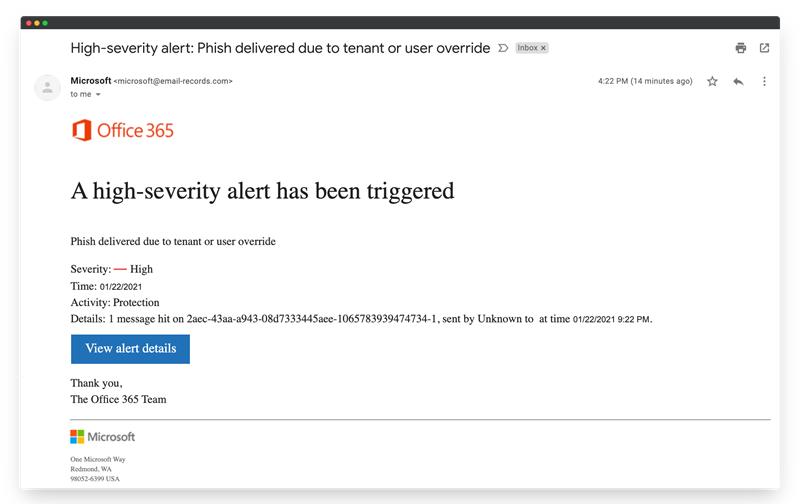 High-severity alert: Phish delivered due to tenant or user override Inbox ×
Microsoft <microsoft@email-records.com> 4:22 PM (14 minutes ago)
to me
Office 365
A high-severity alert has been triggered
Phish delivered due to tenant or user override
Severity: — High
Time: 01/22/2021
Activity: Protection
Details: 1 message hit on 2aec-43aa-a943-08d7333445aee-1065783939474734-1, sent by Unknown to at time 01/22/2021 9:22 PM.
View alert details
Thank you,
The Office 365 Team
Microsoft
One Microsoft Way
Redmond, WA
98052-6399 USA